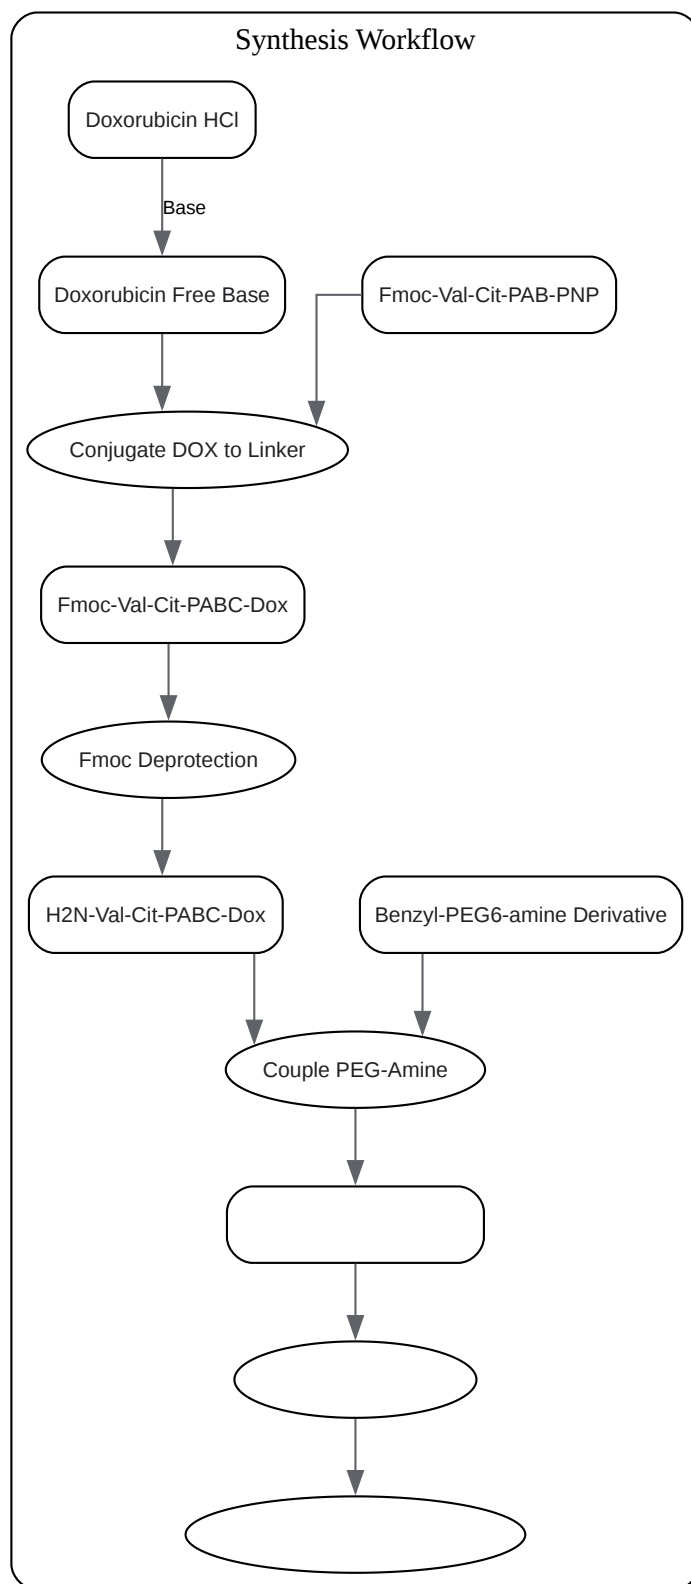 Synthesis Workflow
Doxorubicin HCl
Base
Doxorubicin Free Base
Fmoc-Val-Cit-PAB-PNP
Conjugate DOX to Linker
Fmoc-Val-Cit-PABC-Dox
Fmoc Deprotection
H2N-Val-Cit-PABC-Dox
Benzyl-PEG6-amine Derivative
Couple PEG-Amine